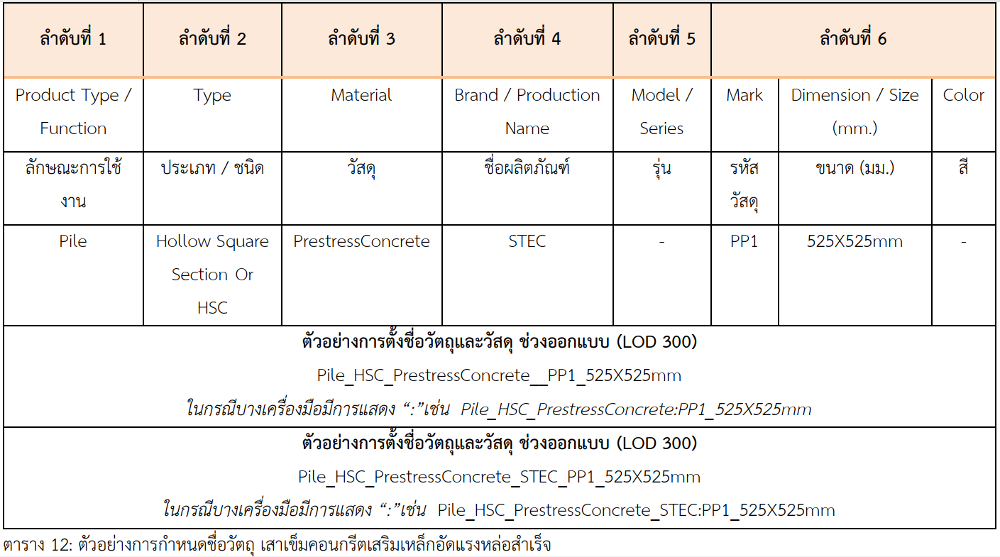 ลำดับที่ 1 ลำดับที่ 2 ลำดับที่ 3 ลำดับที่ 4 ลำดับที่ 5 ลำดับที่ 6
Product Type / Type Material Brand / Production Model / Mark Dimension / Size Color
Function Name Series (mm.)
ลักษณะการใช้ ประเภท / ชนิด วัสดุ ชื่อผลิตภัณฑ์ รุ่น รหัส ขนาด (มม.) สี
งาน วัสดุ
Pile Hollow Square PrestressConcrete STEC - PP1 525X525mm -
Section Or
HSC
ตัวอย่างการตั้งชื่อวัตถุและวัสดุ ช่วงออกแบบ (LOD 300)
Pile_HSC_PrestressConcrete__PP1_525X525mm
ในกรณีบางเครื่องมือมีการแสดง “:”เช่น Pile_HSC_PrestressConcrete:PP1_525X525mm
ตัวอย่างการตั้งชื่อวัตถุและวัสดุ ช่วงออกแบบ (LOD 300)
Pile_HSC_PrestressConcrete_STEC_PP1_525X525mm
ในกรณีบางเครื่องมือมีการแสดง “:”เช่น Pile_HSC_PrestressConcrete_STEC:PP1_525X525mm
ตาราง 12: ตัวอย่างการกำหนดชื่อวัตถุ เสาเข็มคอนกรีตเสริมเหล็กอัดแรงหล่อสำเร็จ